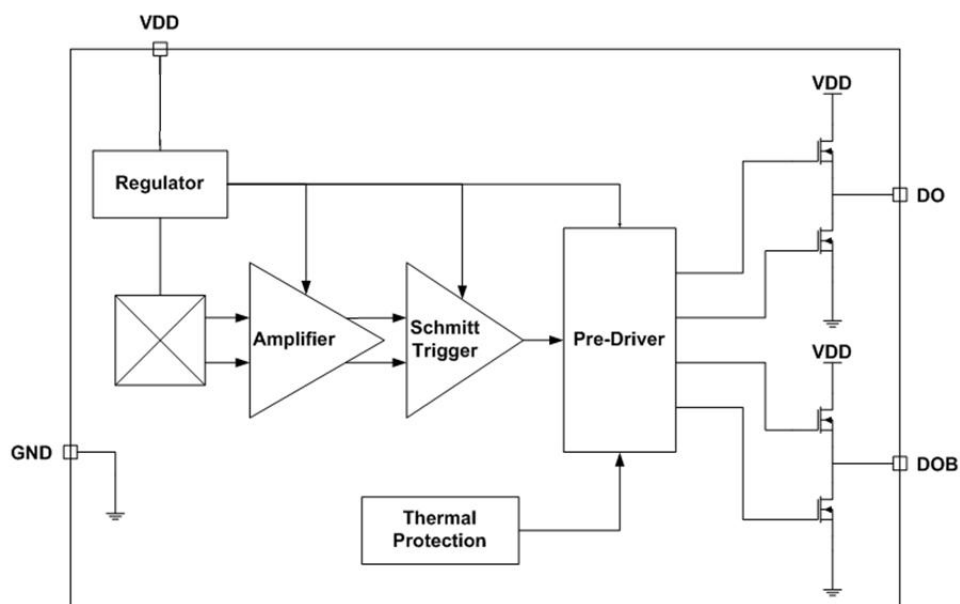 VDD
VDD
Regulator
DO
Amplifier
Schmitt
Trigger
Pre-Driver
VDD
GND
DOB
Thermal
Protection